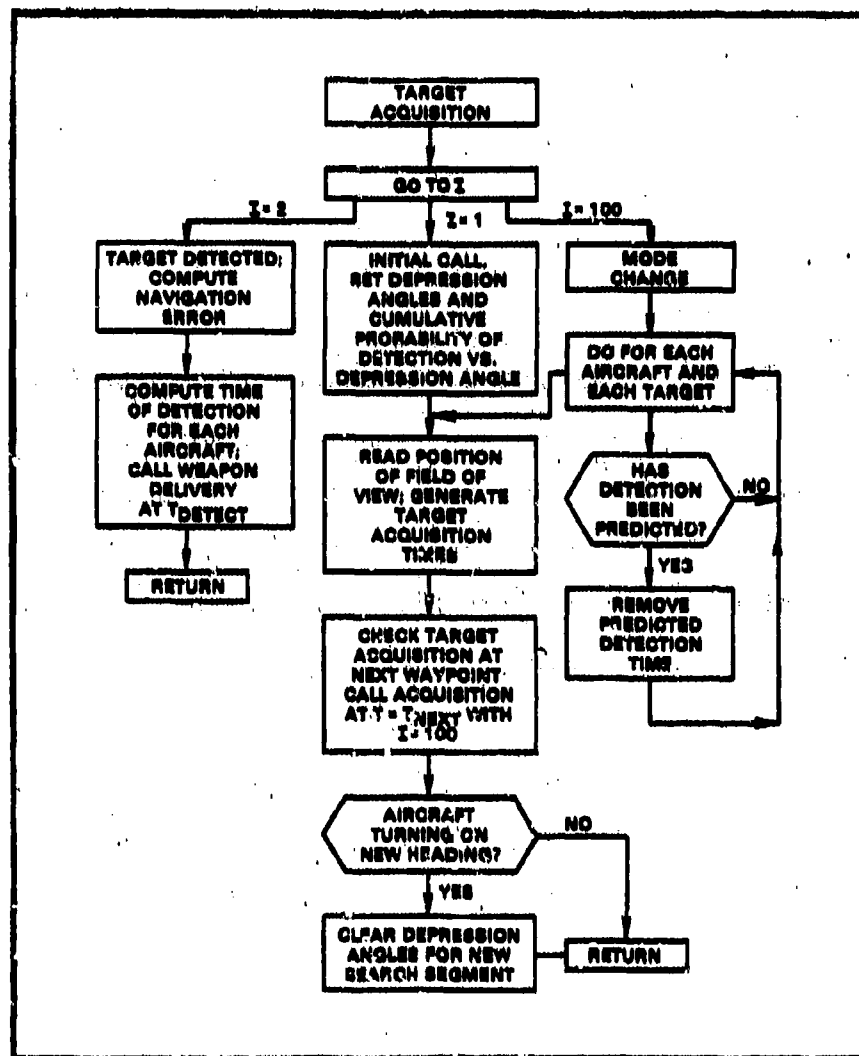 TARGET
ACQUISITION
GO TO I
I = 2
I = 1
I = 100
TARGET DETECTED;
COMPUTE
NAVIGATION
ERROR
COMPUTE TIME
OF DETECTION
FOR EACH
AIRCRAFT;
CALL WEAPON
DELIVERY
AT TDETECT
RETURN
INITIAL CALL,
SET DEPRESSION
ANGLES AND
CUMULATIVE
PROBABILITY OF
DETECTION VS.
DEPRESSION ANGLE
READ POSITION
OF FIELD OF
VIEW; GENERATE
TARGET
ACQUISITION
TIMES
CHECK TARGET
ACQUISITION AT
NEXT WAYPOINT
CALL ACQUISITION
AT T = TNEXT WITH
I = 100
AIRCRAFT
TURNING ON
NEW HEADING?
NO
YES
CLEAR DEPRESSION
ANGLES FOR NEW
SEARCH SEGMENT
RETURN
MODE
CHANGE
DO FOR EACH
AIRCRAFT AND
EACH TARGET
HAS
DETECTION
BEEN
PREDICTED?
NO
YES
REMOVE
PREDICTED
DETECTION
TIME